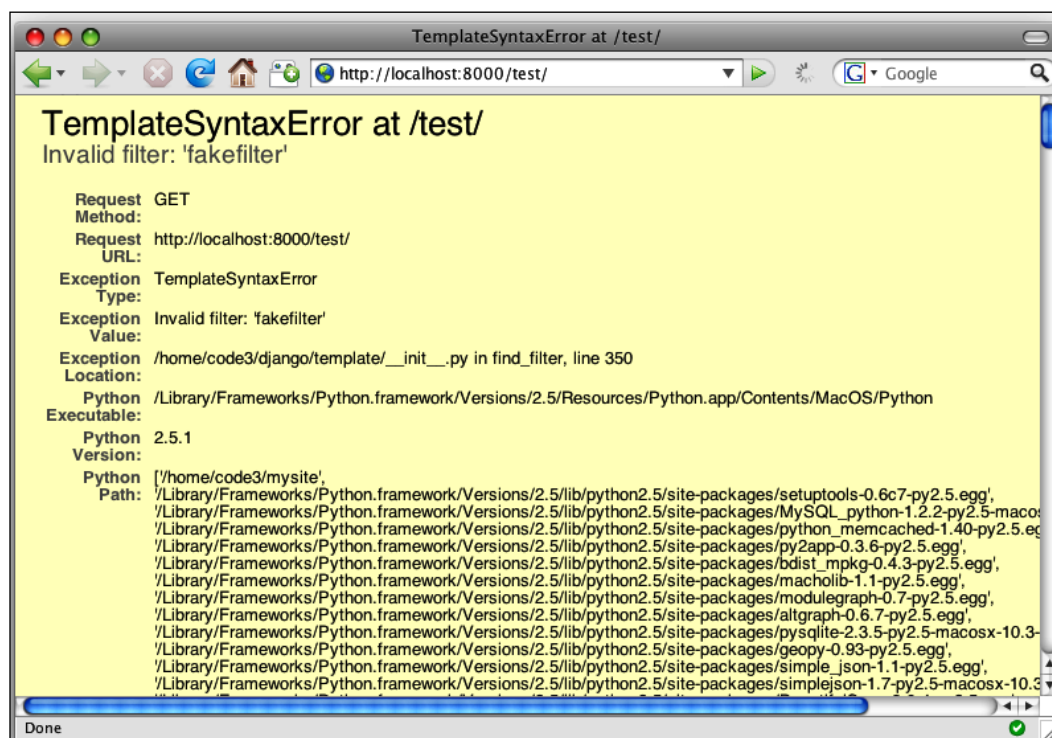 TemplateSyntaxError at /test/
http://localhost:8000/test/
G Google
TemplateSyntaxError at /test/
Invalid filter: 'fakefilter'
Request Method: GET
Request URL: http://localhost:8000/test/
Exception Type: TemplateSyntaxError
Exception Value: Invalid filter: 'fakefilter'
Exception Location: /home/code3/django/template/__init__.py in find_filter, line 350
Python Executable: /Library/Frameworks/Python.framework/Versions/2.5/Resources/Python.app/Contents/MacOS/Python
Python Version: 2.5.1
Python Path: ['/home/code3/mysite',
'/Library/Frameworks/Python.framework/Versions/2.5/lib/python2.5/site-packages/setuptools-0.6c7-py2.5.egg',
'/Library/Frameworks/Python.framework/Versions/2.5/lib/python2.5/site-packages/MySQL_python-1.2.2-py2.5-macos
'/Library/Frameworks/Python.framework/Versions/2.5/lib/python2.5/site-packages/python_memcached-1.40-py2.5.eg
'/Library/Frameworks/Python.framework/Versions/2.5/lib/python2.5/site-packages/py2app-0.3.6-py2.5.egg',
'/Library/Frameworks/Python.framework/Versions/2.5/lib/python2.5/site-packages/bdist_mpkg-0.4.3-py2.5.egg',
'/Library/Frameworks/Python.framework/Versions/2.5/lib/python2.5/site-packages/macholib-1.1-py2.5.egg',
'/Library/Frameworks/Python.framework/Versions/2.5/lib/python2.5/site-packages/modulegraph-0.7-py2.5.egg',
'/Library/Frameworks/Python.framework/Versions/2.5/lib/python2.5/site-packages/altgraph-0.6.7-py2.5.egg',
'/Library/Frameworks/Python.framework/Versions/2.5/lib/python2.5/site-packages/pysqlite-2.3.5-py2.5-macosx-10.3-
'/Library/Frameworks/Python.framework/Versions/2.5/lib/python2.5/site-packages/geopy-0.93-py2.5.egg',
'/Library/Frameworks/Python.framework/Versions/2.5/lib/python2.5/site-packages/simple_json-1.1-py2.5.egg',
'/Library/Frameworks/Python.framework/Versions/2.5/lib/python2.5/site-packages/simplejson-1.7-py2.5-macosx-10.3
Done